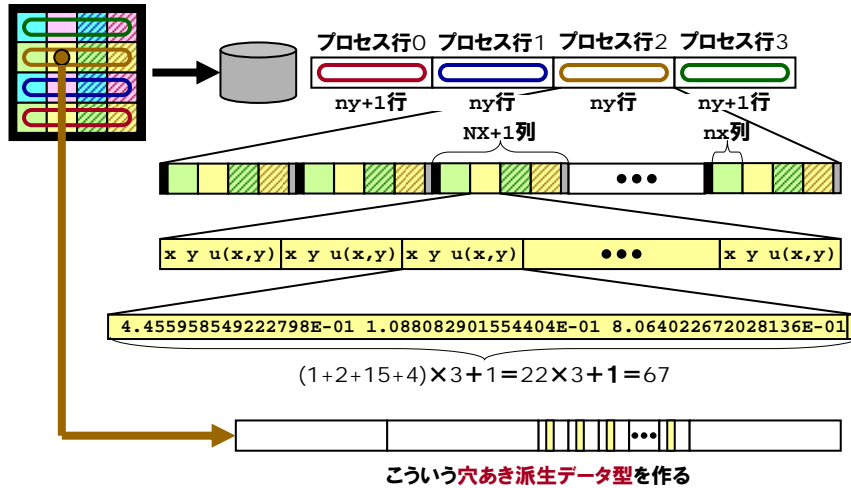 プロセス行0 プロセス行1 プロセス行2 プロセス行3
ny+1行 ny行 ny行 ny+1行
NX+1列 nx列
•••
x y u(x,y) x y u(x,y) x y u(x,y) ••• x y u(x,y)
4.455958549222798E-01 1.088082901554404E-01 8.064022672028136E-01
(1+2+15+4)×3+1=22×3+1=67
•••
こういう穴あき派生データ型を作る